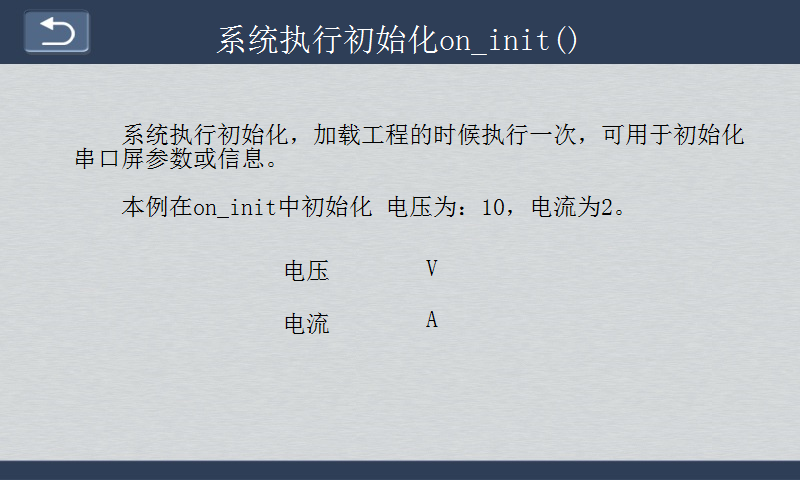 系统执行初始化on_init()
系统执行初始化，加载工程的时候执行一次，可用于初始化
串口屏参数或信息。
本例在on_init中初始化 电压为：10，电流为2。
电压 V
电流 A